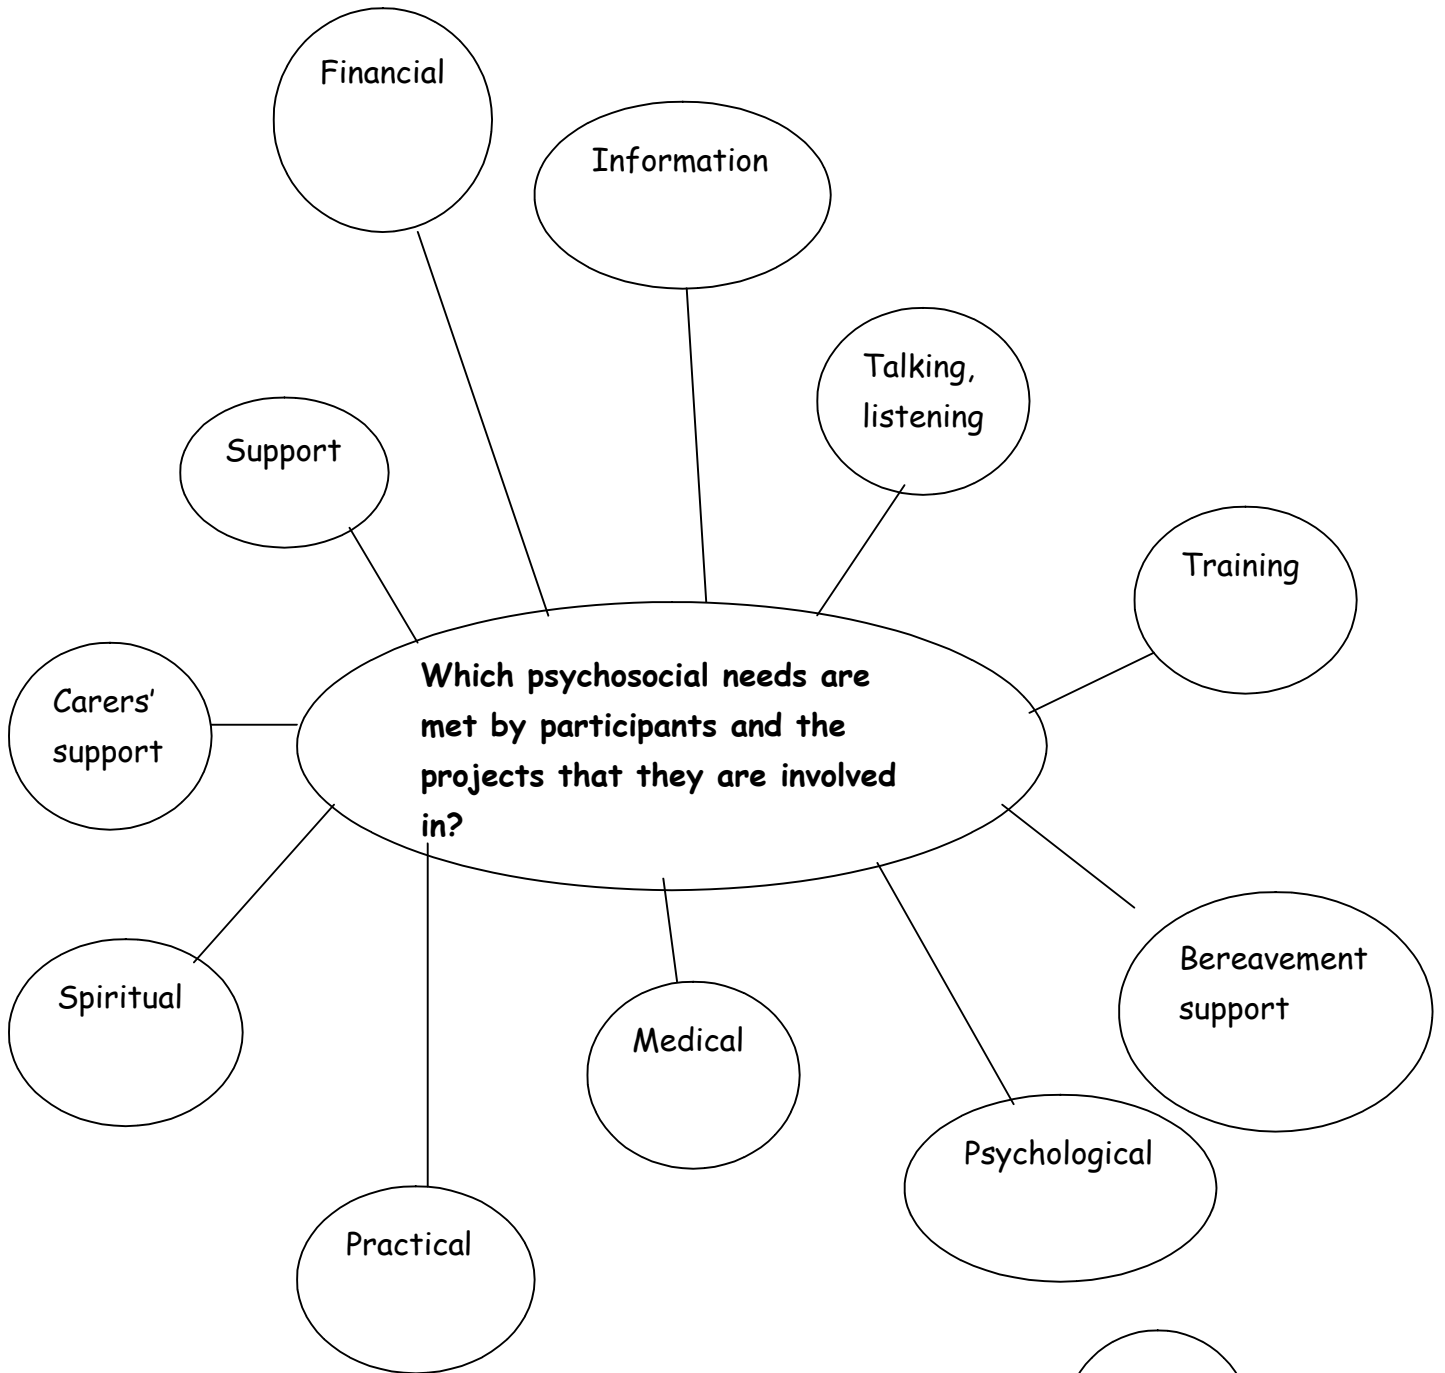 Financial
Information
Talking,
listening
Support
Training
Carers’
support
Which psychosocial needs are
met by participants and the
projects that they are involved
in?
Bereavement
support
Spiritual
Medical
Psychological
Practical